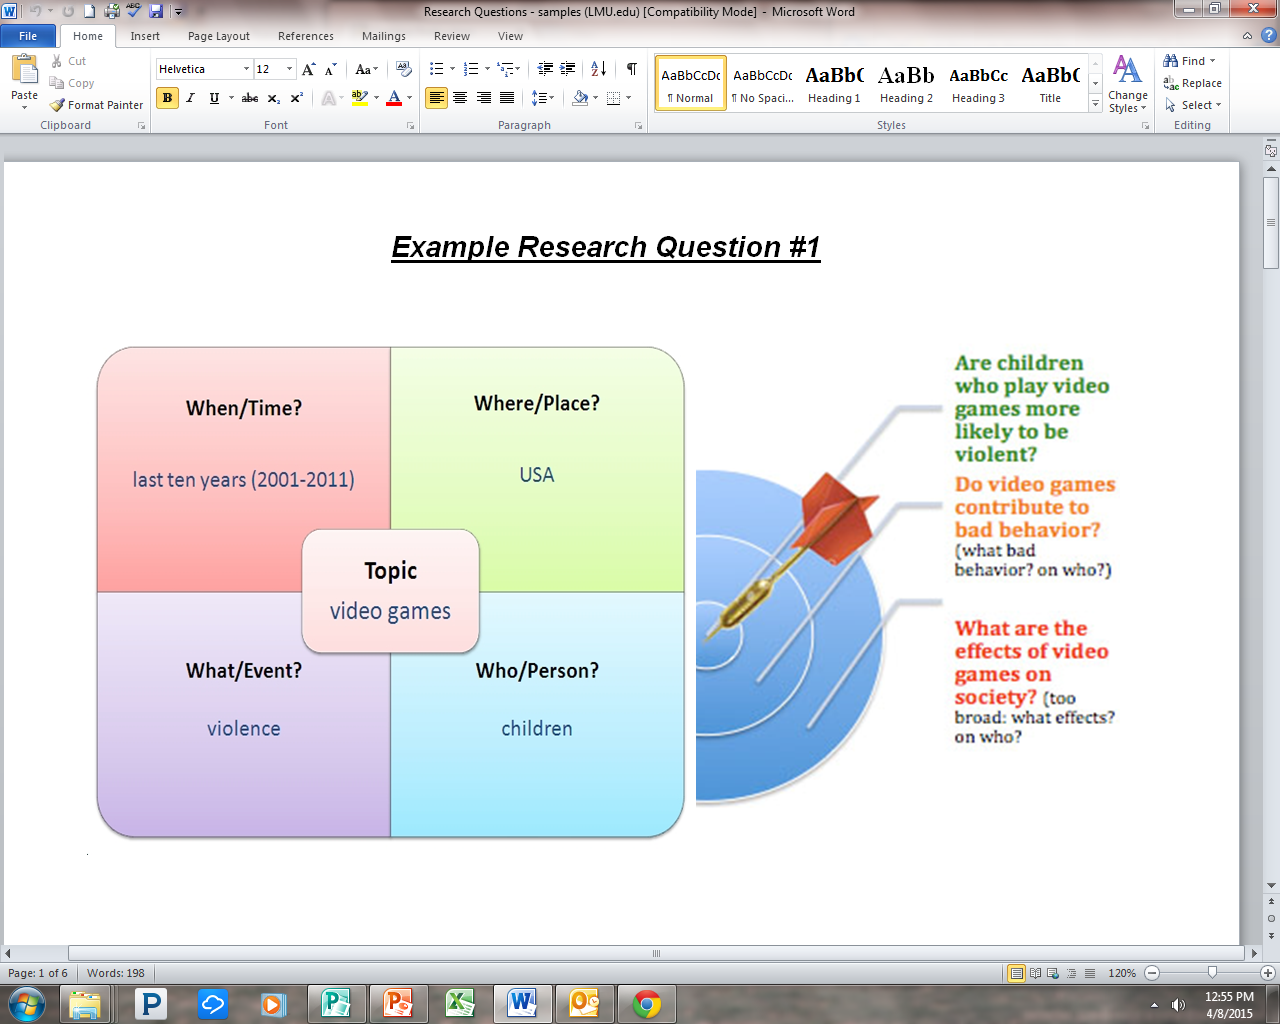 Research Questions - samples (LMU.edu) [Compatibility Mode] - Microsoft Word
File Home Insert Page Layout References Mailings Review View
Paste
Cut
Copy
Format Painter
Clipboard
Helvetica 12
Font
Paragraph
AaBbCcDc AaBbCcDc AaBbC AaBb AaBbCc AaBbC
¶ Normal ¶ No Spaci... Heading 1 Heading 2 Heading 3 Title
Change Styles
Styles
Find
Replace
Select
Editing
Example Research Question #1
When/Time?
last ten years (2001-2011)
Where/Place?
USA
Topic
video games
What/Event?
violence
Who/Person?
children
Are children
who play video
games more
likely to be
violent?
Do video games
contribute to
bad behavior?
(what bad
behavior? on who?)
What are the
effects of video
games on
society? (too
broad: what effects?
on who?
Page: 1 of 6 Words: 198
120%
12:55 PM
4/8/2015